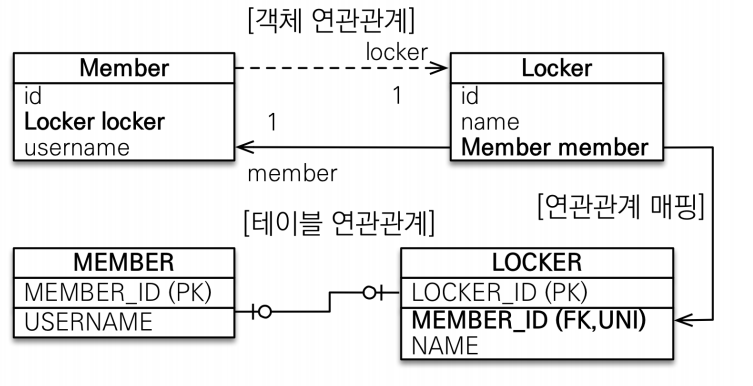 [객체 연관관계]
locker
Member
Locker
id
Locker locker
username
1
1
id
name
Member member
member
[연관관계 매핑]
[테이블 연관관계]
MEMBER
MEMBER_ID (PK)
USERNAME
LOCKER
LOCKER_ID (PK)
MEMBER_ID (FK,UNI)
NAME